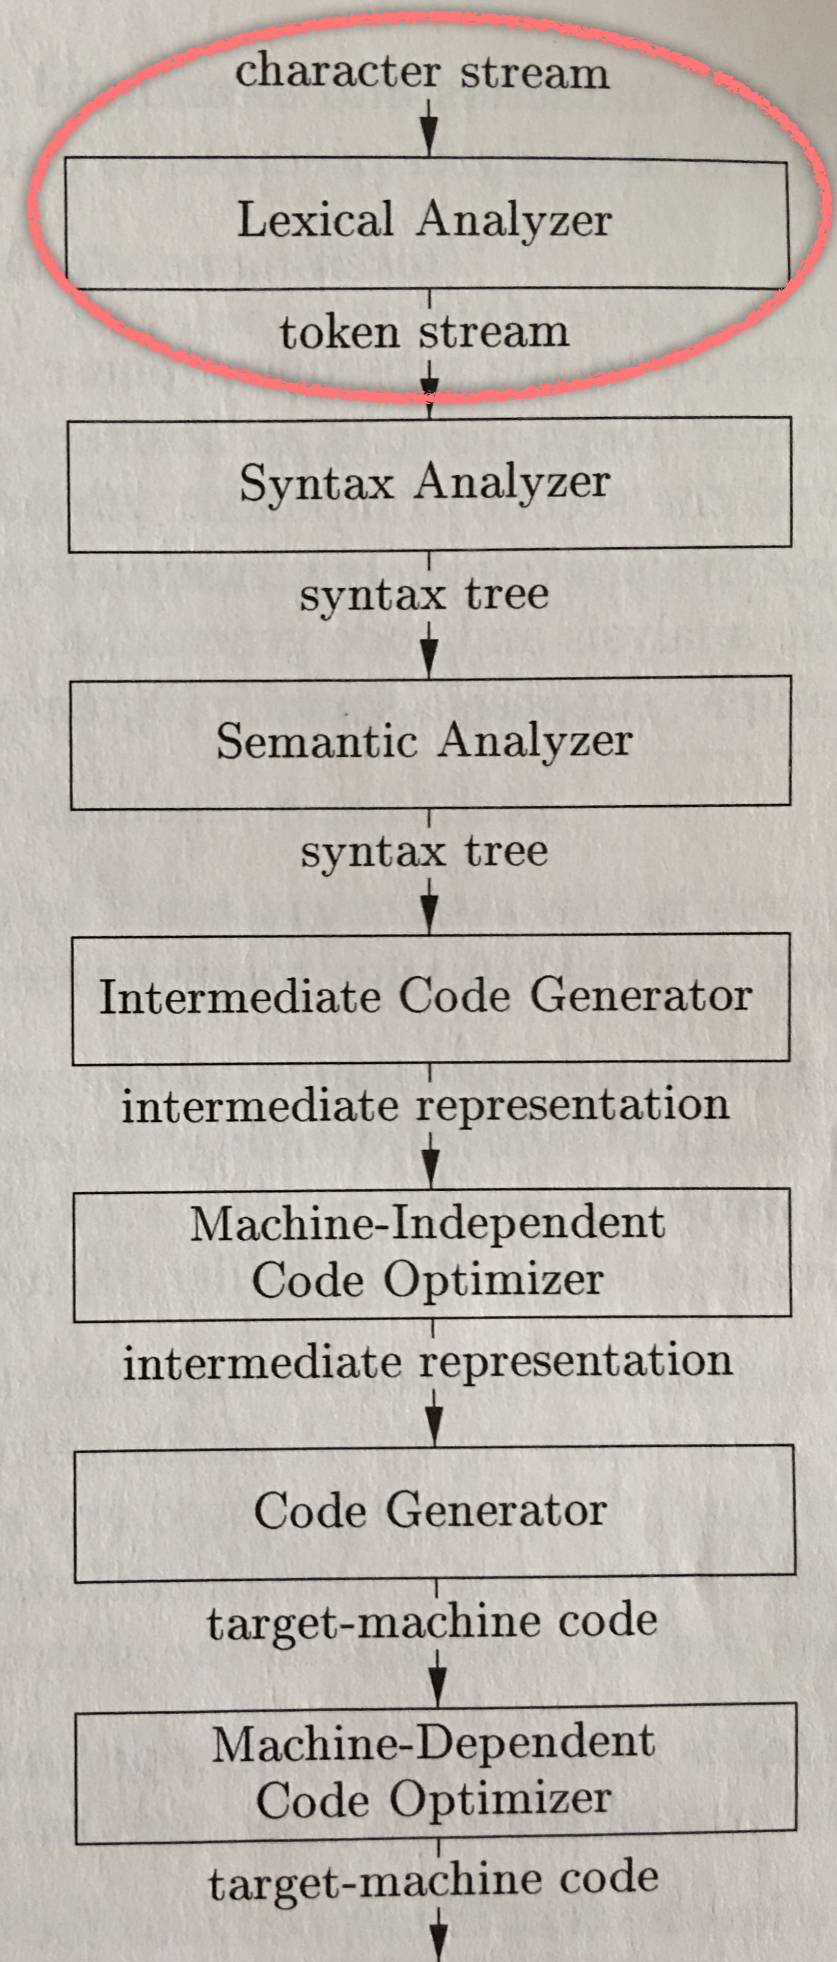 character stream
Lexical Analyzer
token stream
Syntax Analyzer
syntax tree
Semantic Analyzer
syntax tree
Intermediate Code Generator
intermediate representation
Machine-Independent
Code Optimizer
intermediate representation
Code Generator
target-machine code
Machine-Dependent
Code Optimizer
target-machine code